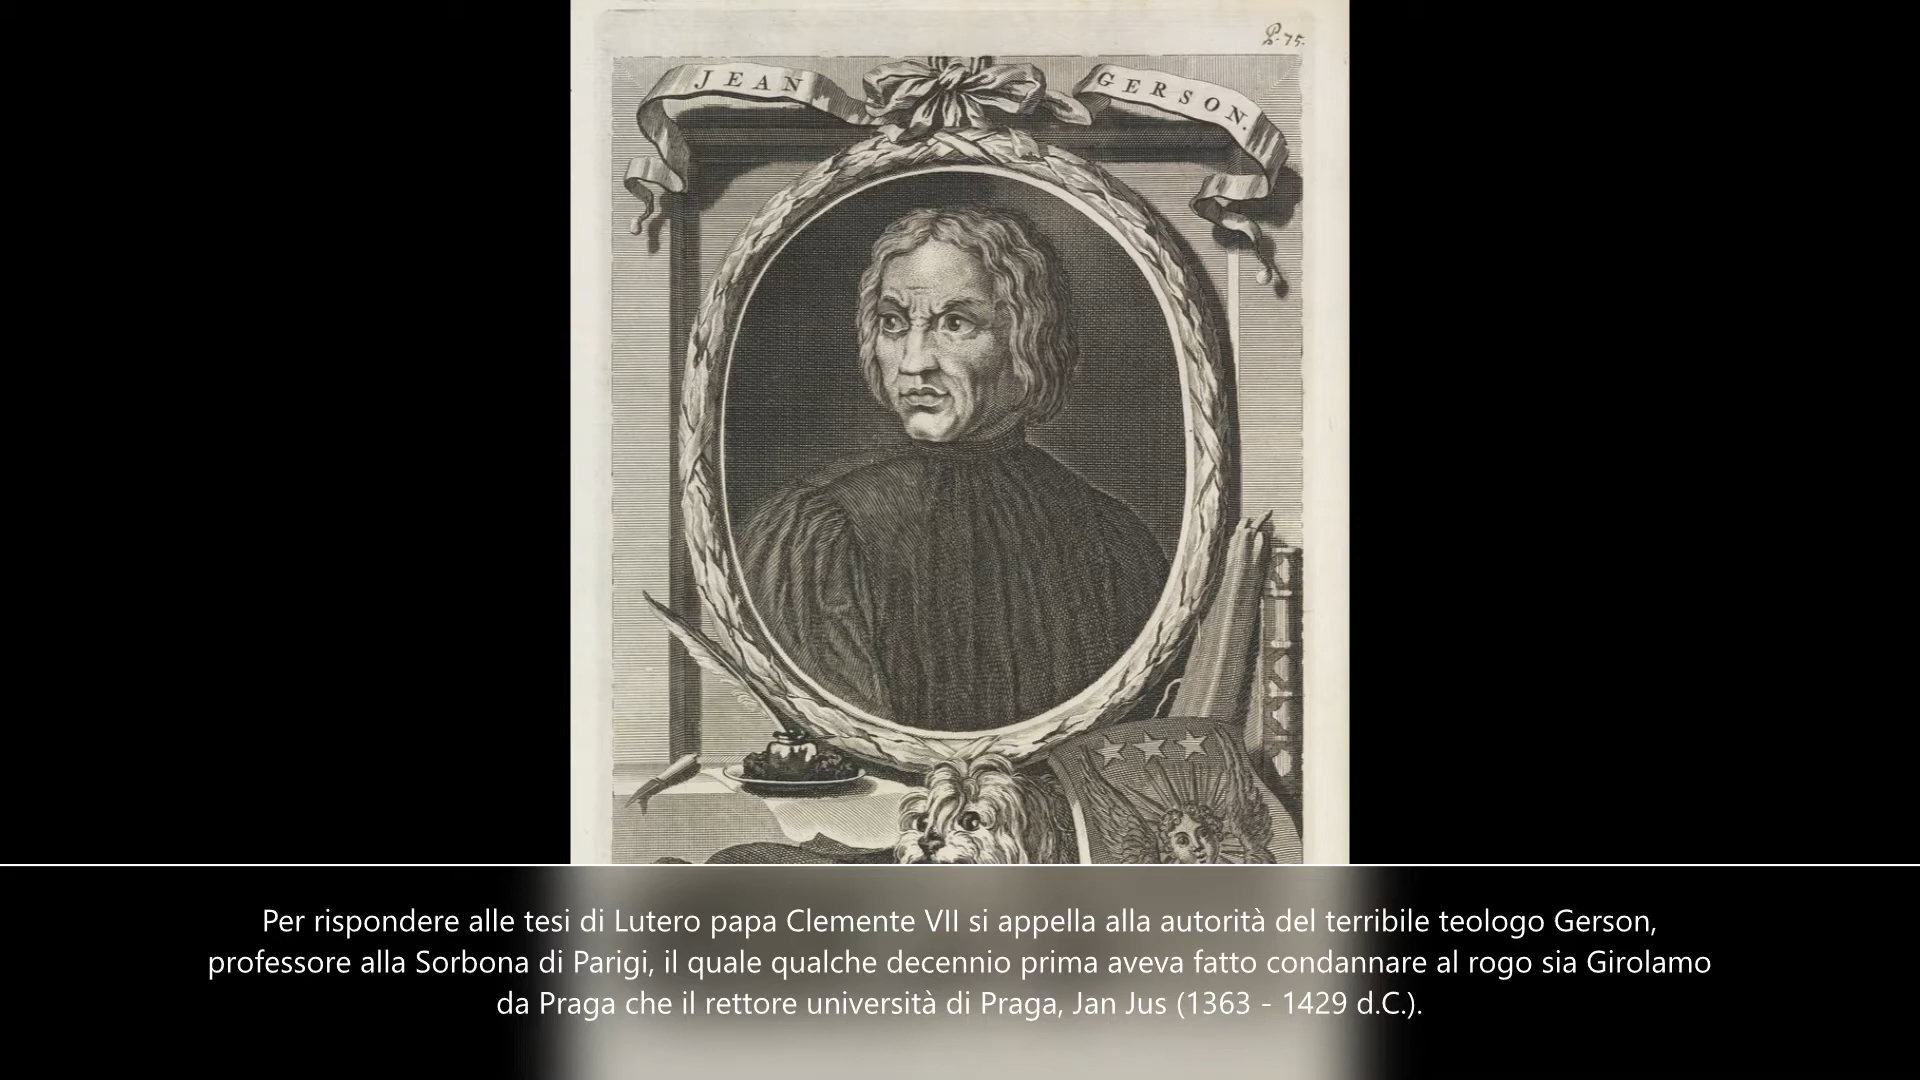 P. 75.
JEAN GERSON.
Per rispondere alle tesi di Lutero papa Clemente VII si appella alla autorità del terribile teologo Gerson,
professore alla Sorbona di Parigi, il quale qualche decennio prima aveva fatto condannare al rogo sia Girolamo
da Praga che il rettore università di Praga, Jan Jus (1363 - 1429 d.C.).